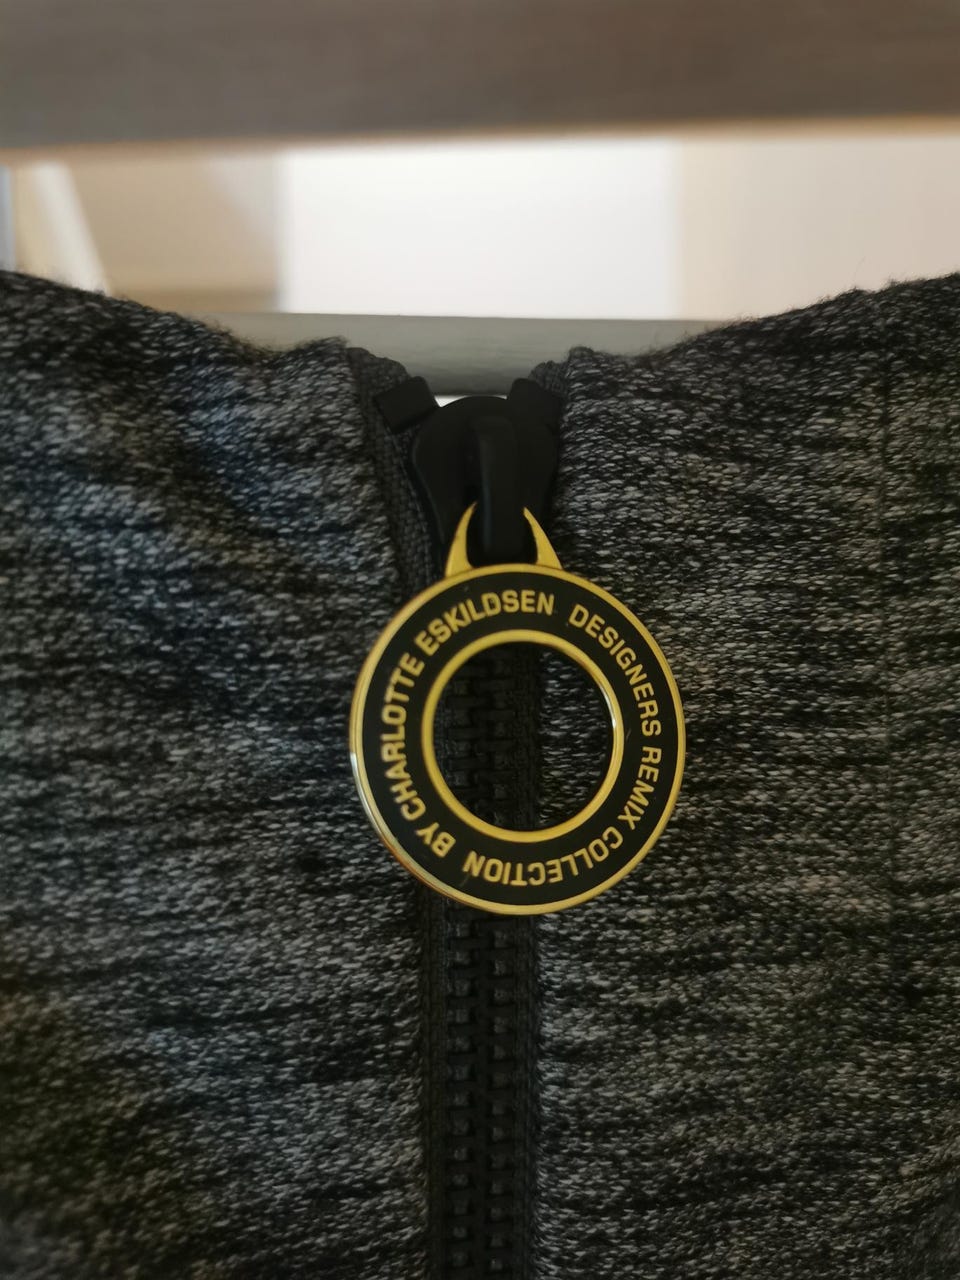 DESIGNERS REMIX COLLECTION BY CHARLOTTE ESKILDSEN